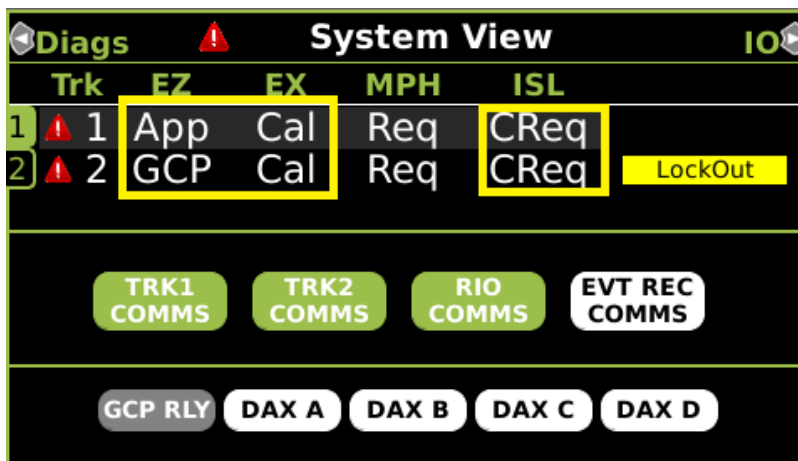 Diags System View IO
Trk EZ EX MPH ISL
1 1 App Cal Req CReq
2 2 GCP Cal Req CReq LockOut
TRK1 COMMS TRK2 COMMS RIO COMMS EVT REC COMMS
GCP RLY DAX A DAX B DAX C DAX D